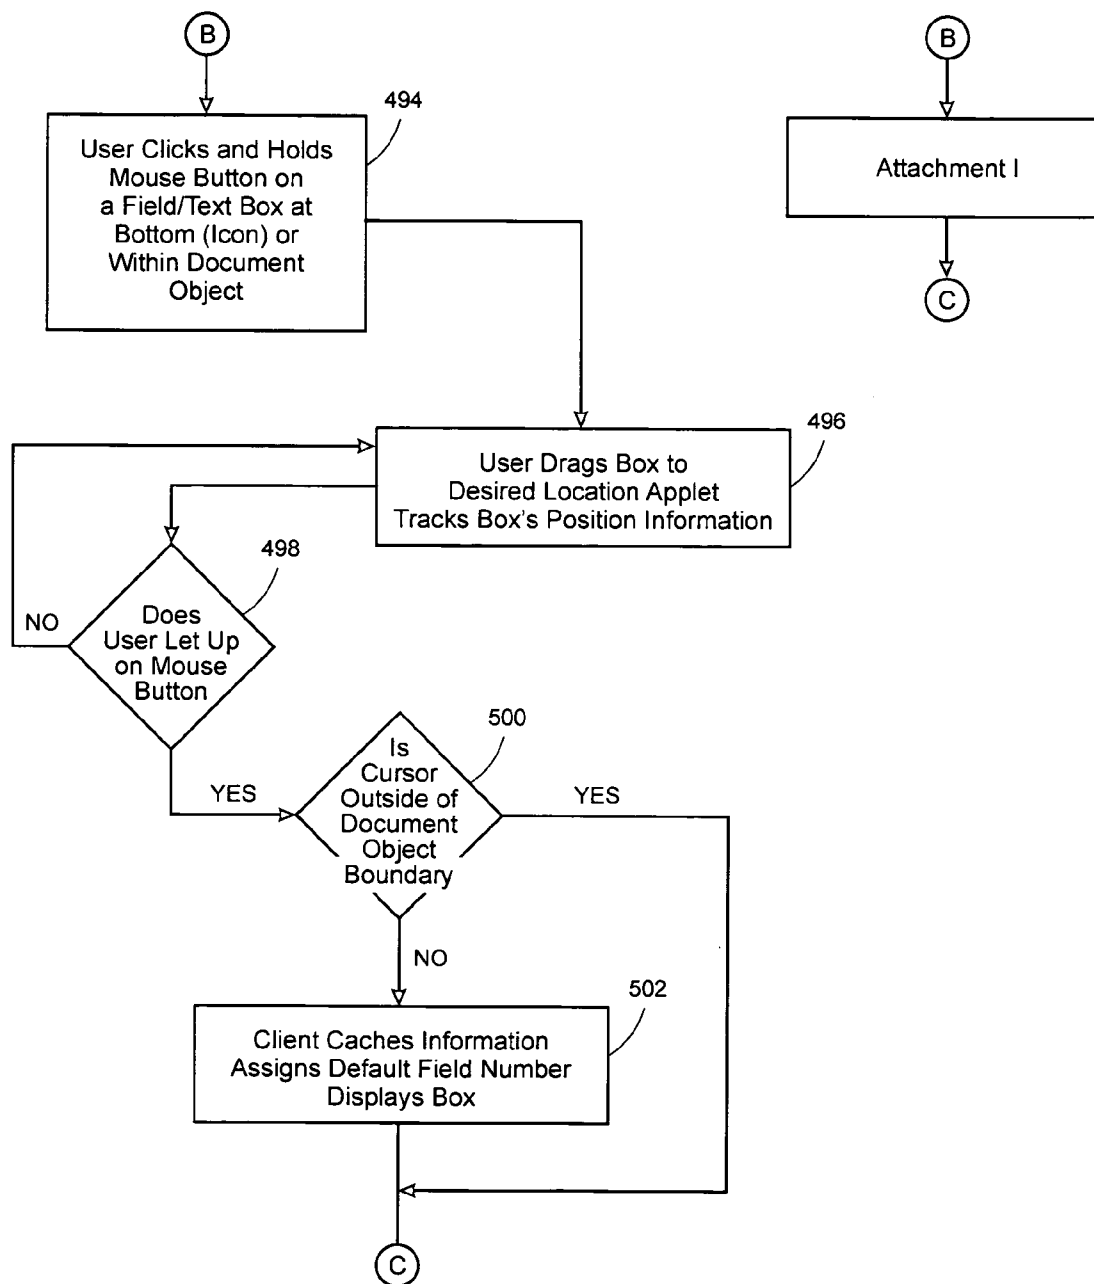 B
494
User Clicks and Holds
Mouse Button on
a Field/Text Box at
Bottom (Icon) or
Within Document
Object
B
Attachment I
C
496
User Drags Box to
Desired Location Applet
Tracks Box's Position Information
498
NO
Does
User Let Up
on Mouse
Button
YES
500
Is
Cursor
Outside of
Document
Object
Boundary
YES
NO
502
Client Caches Information
Assigns Default Field Number
Displays Box
C